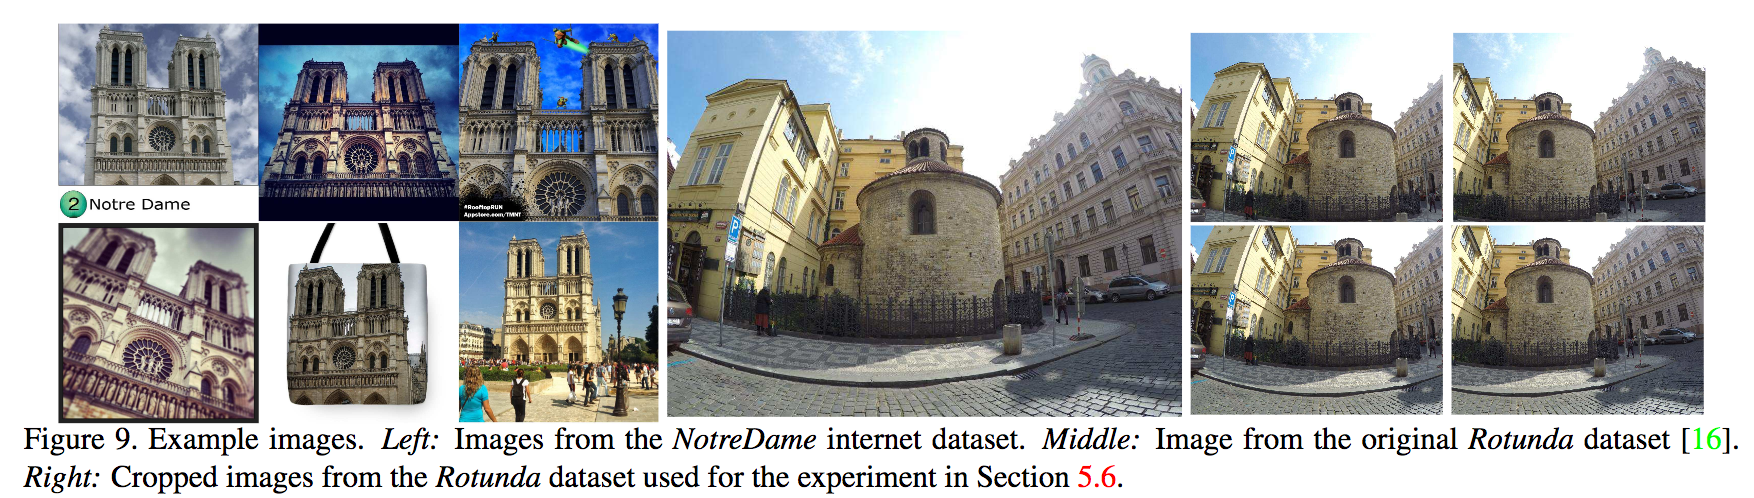 2 Notre Dame
#RooftopRUN
Appstore.com/TMNT
P
Figure 9. Example images. Left: Images from the NotreDame internet dataset. Middle: Image from the original Rotunda dataset [16].
Right: Cropped images from the Rotunda dataset used for the experiment in Section 5.6.